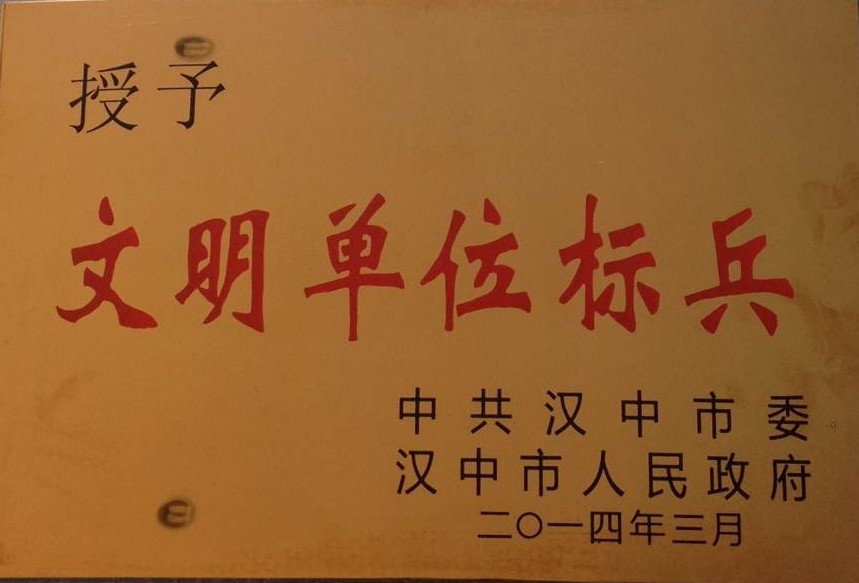 授予
文明单位标兵
中共汉中市委
汉中市人民政府
二〇一四年三月